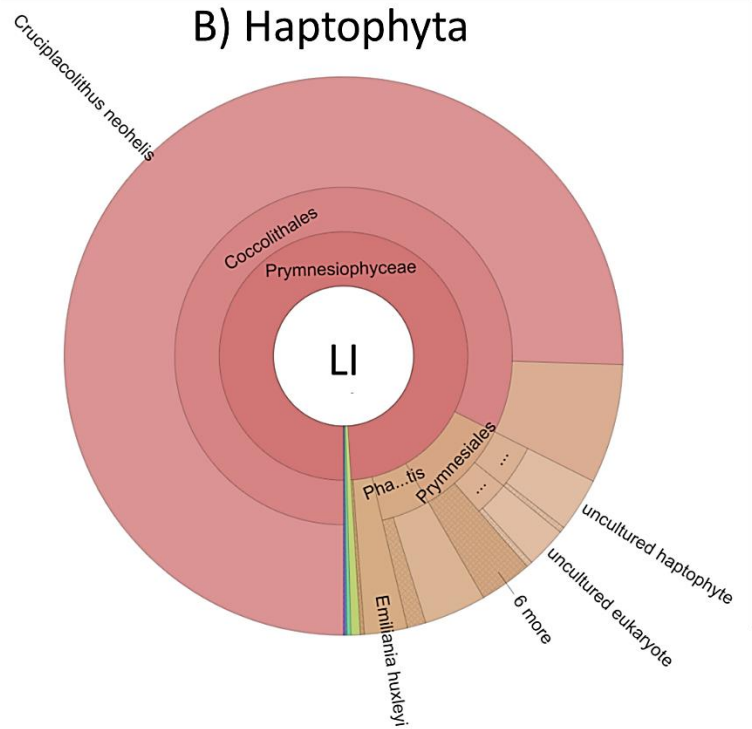 B) Haptophyta
Cruciplacolithus neohelis
Coccolithales
Prymnesiophyceae
LI
Prymnesiales
Pha...tis
...
...
uncultured haptophyte
uncultured eukaryote
6 more
Emiliania huxleyi